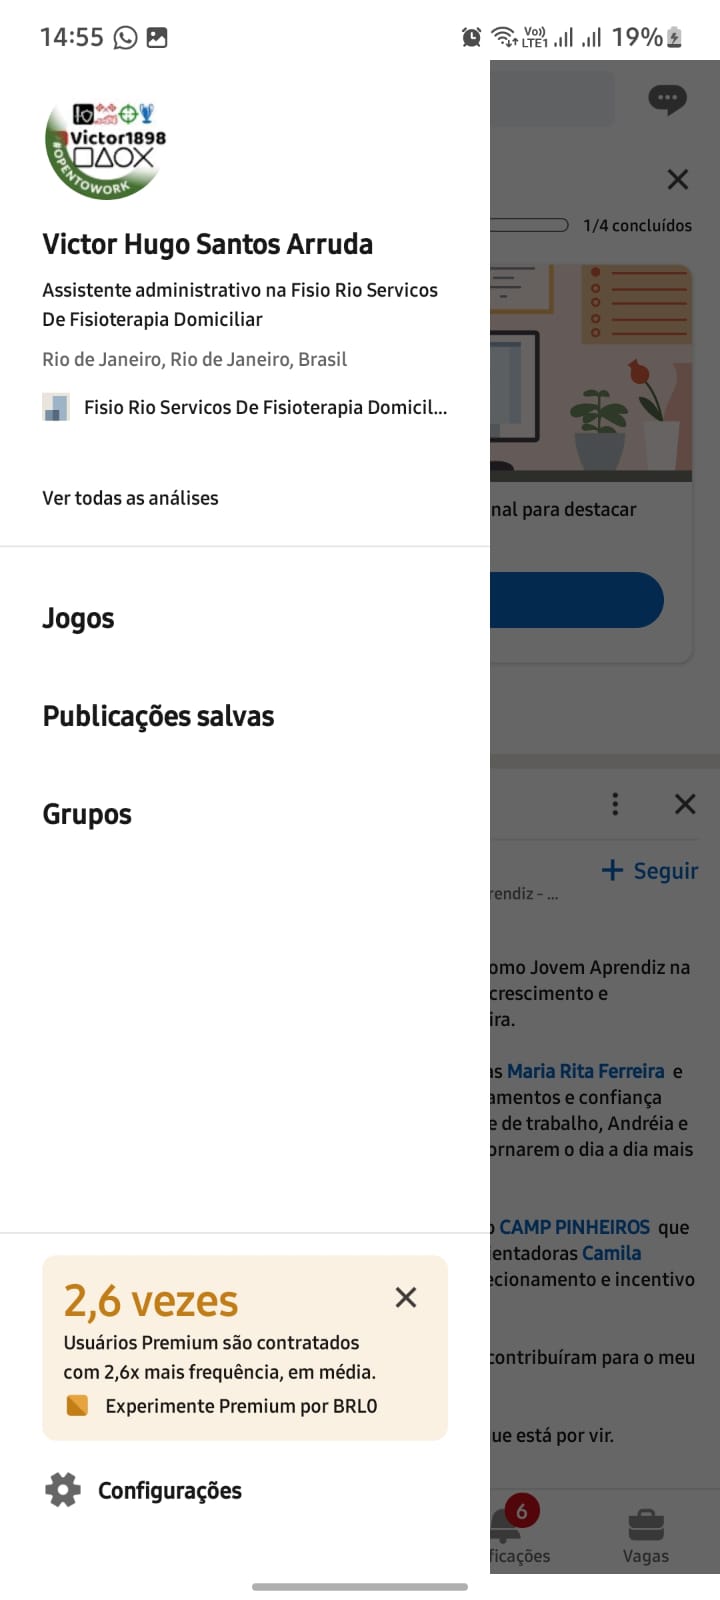 14:55
Vo))
LTE1
19%
Victor1898
#OPENTOWORK
Victor Hugo Santos Arruda
Assistente administrativo na Fisio Rio Servicos
De Fisioterapia Domiciliar
Rio de Janeiro, Rio de Janeiro, Brasil
Fisio Rio Servicos De Fisioterapia Domicil...
Ver todas as análises
Jogos
Publicações salvas
Grupos
2,6 vezes
Usuários Premium são contratados
com 2,6x mais frequência, em média.
Experimente Premium por BRL0
Configurações
1/4 concluídos
nal para destacar
+ Seguir
rendiz - ...
omo Jovem Aprendiz na
crescimento e
ira.
as Maria Rita Ferreira e
amentos e confiança
e de trabalho, Andréia e
ornarem o dia a dia mais
o CAMP PINHEIROS que
entadoras Camila
ecionamento e incentivo
contribuíram para o meu
ue está por vir.
6
ficações
Vagas